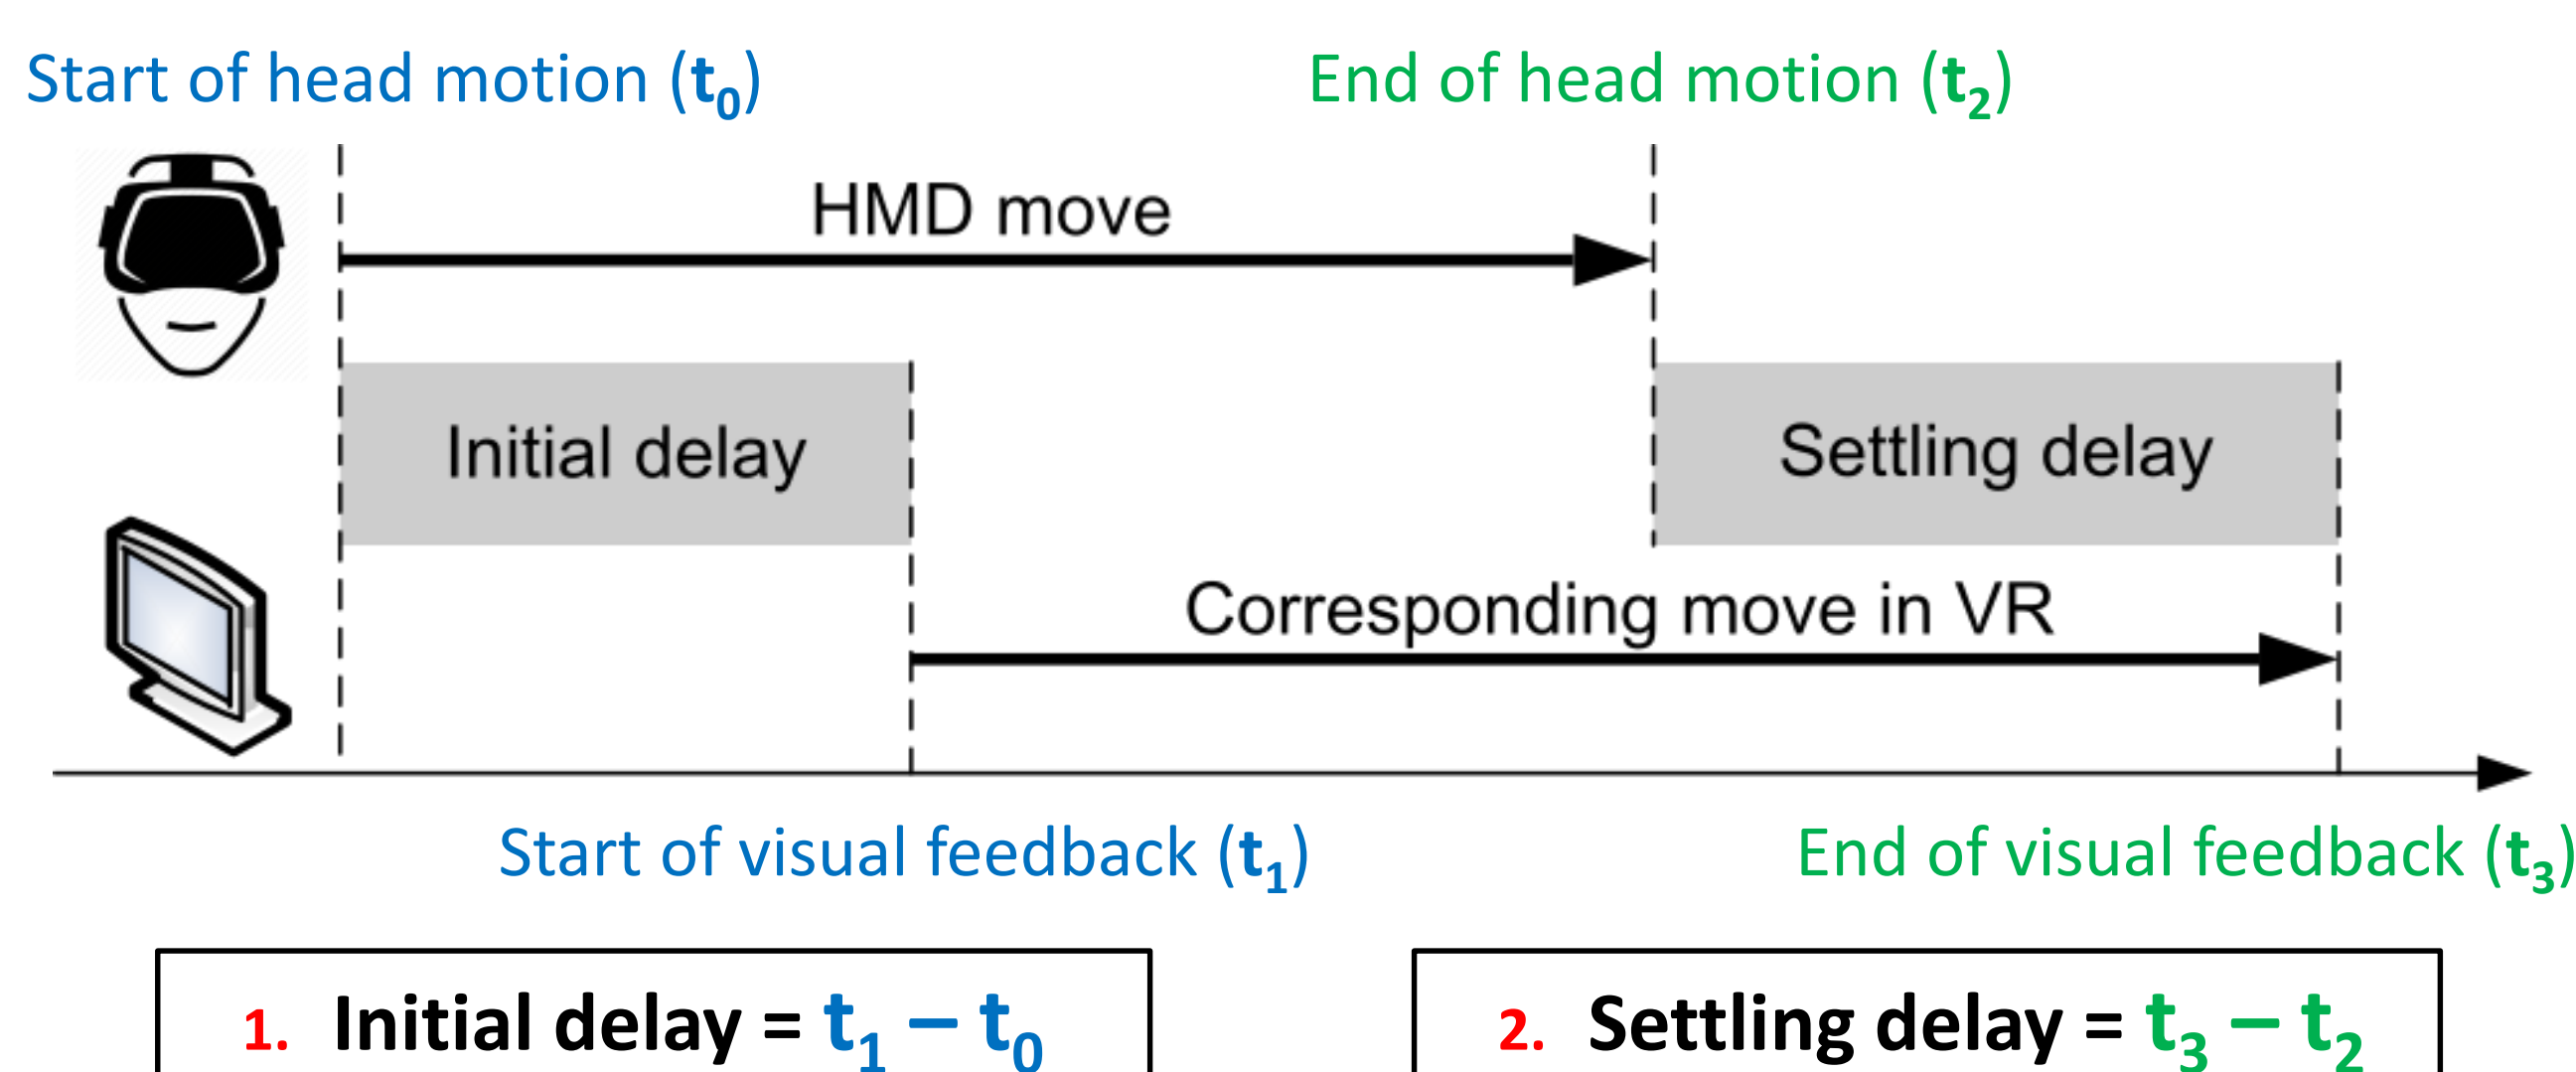 Start of head motion (t₀)
End of head motion (t₂)
HMD move
Initial delay
Settling delay
Corresponding move in VR
Start of visual feedback (t₁)
End of visual feedback (t₃)
1. Initial delay = t₁ – t₀
2. Settling delay = t₃ – t₂